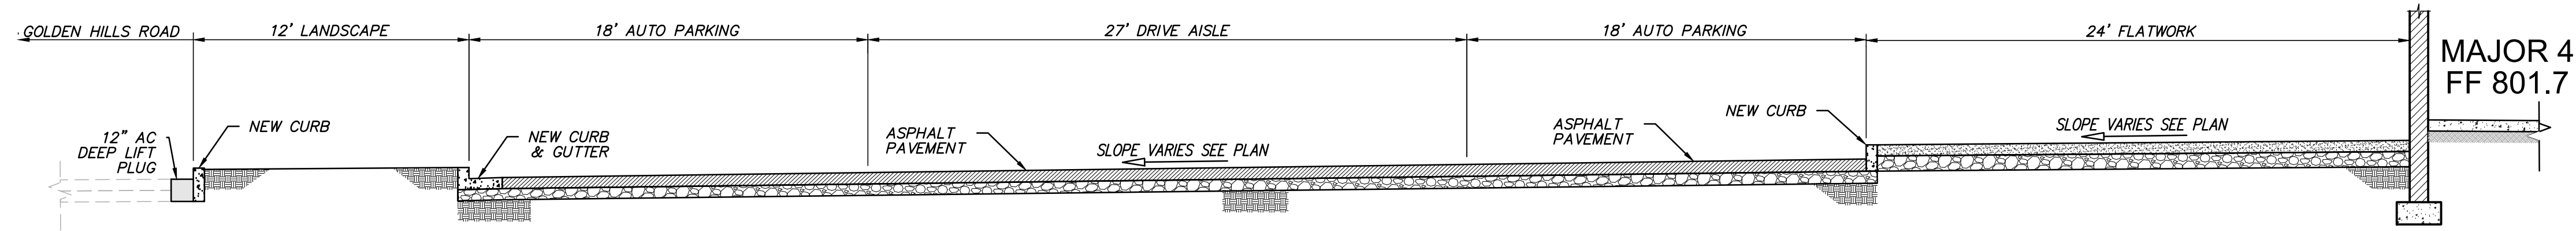 GOLDEN HILLS ROAD
12' LANDSCAPE
18' AUTO PARKING
27' DRIVE AISLE
18' AUTO PARKING
24' FLATWORK
MAJOR 4
FF 801.7
12" AC
DEEP LIFT
PLUG
NEW CURB
NEW CURB
& GUTTER
ASPHALT
PAVEMENT
SLOPE VARIES SEE PLAN
ASPHALT
PAVEMENT
NEW CURB
SLOPE VARIES SEE PLAN